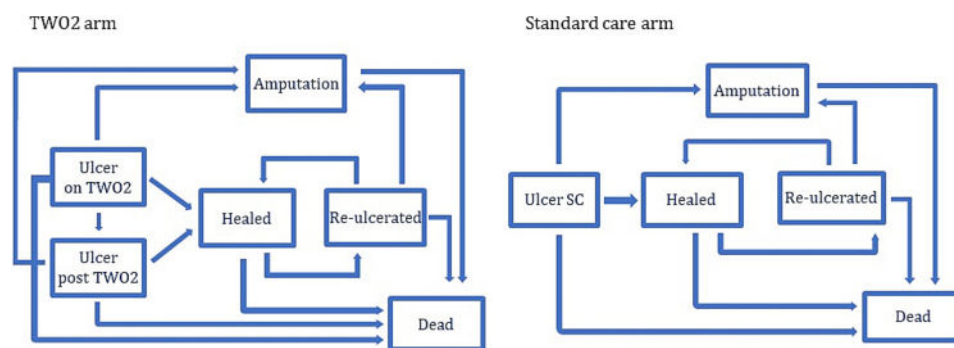 TWO2 arm
Amputation
Ulcer
on TWO2
Healed
Re-ulcerated
Ulcer
post TWO2
Dead
Standard care arm
Amputation
Ulcer SC
Healed
Re-ulcerated
Dead